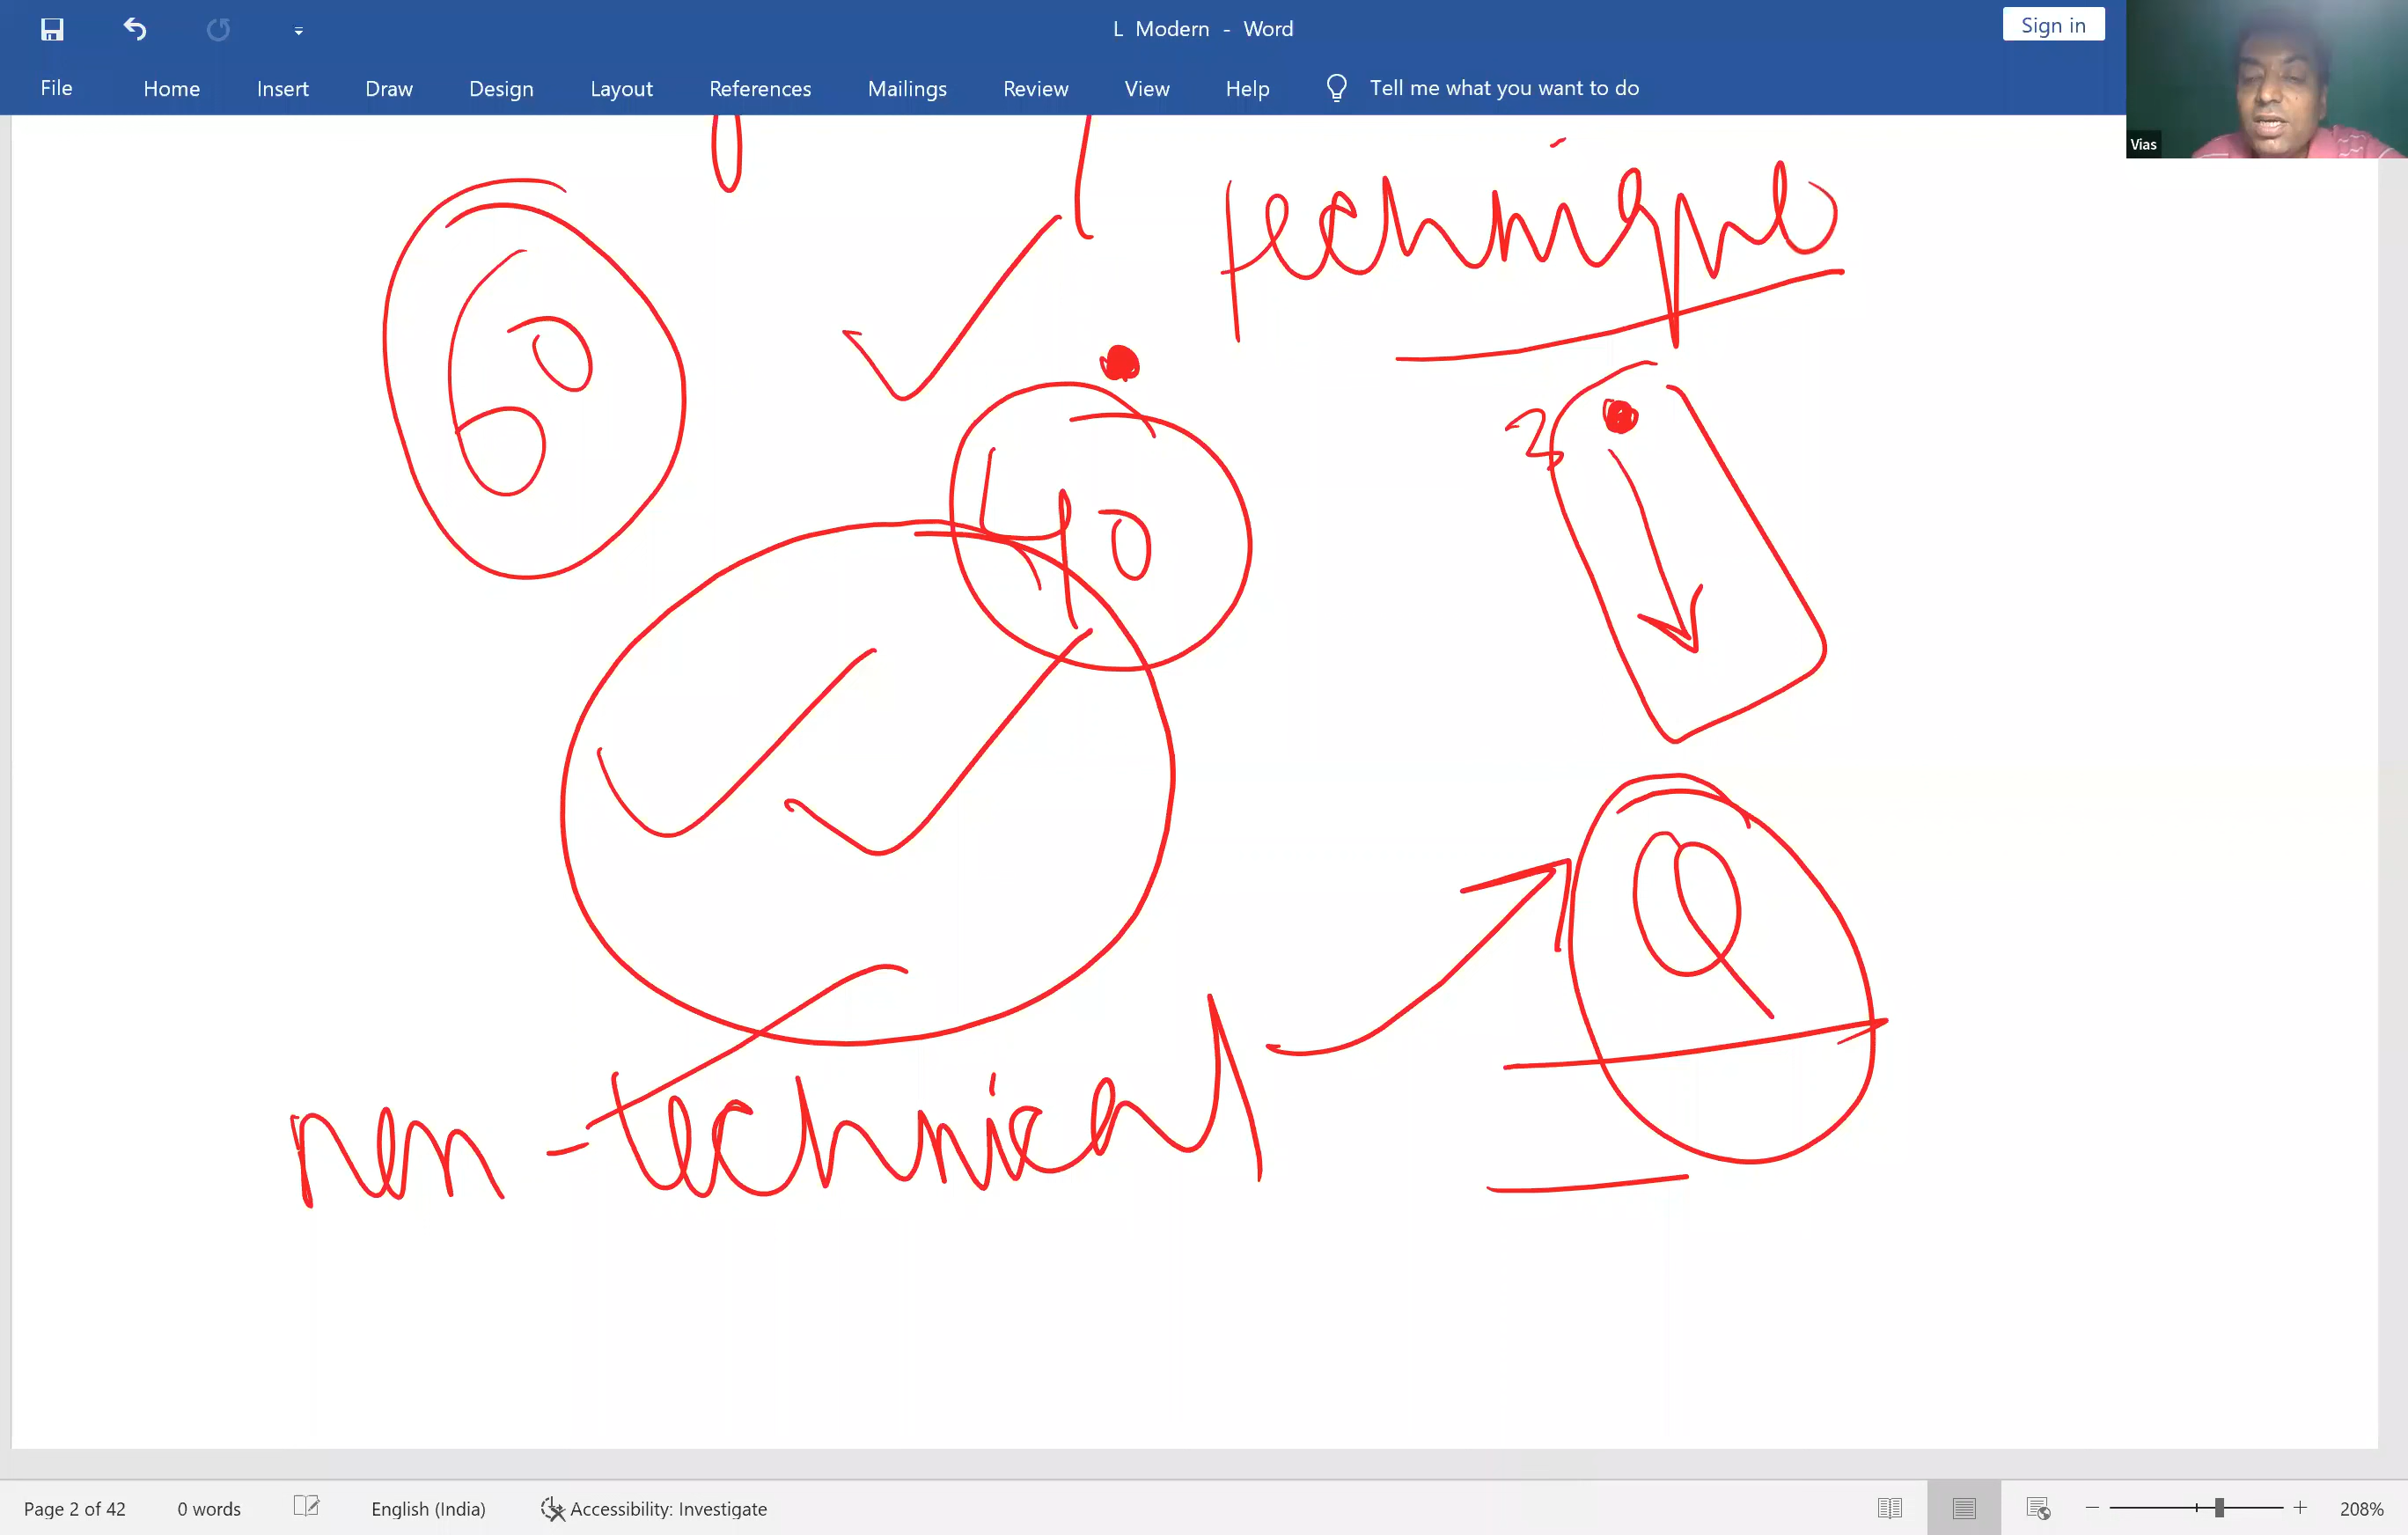 L Modern - Word
Sign in
File Home Insert Draw Design Layout References Mailings Review View Help Tell me what you want to do
Vias
technique
60
40
non-technical
Q
Page 2 of 42 0 words English (India) Accessibility: Investigate 208%